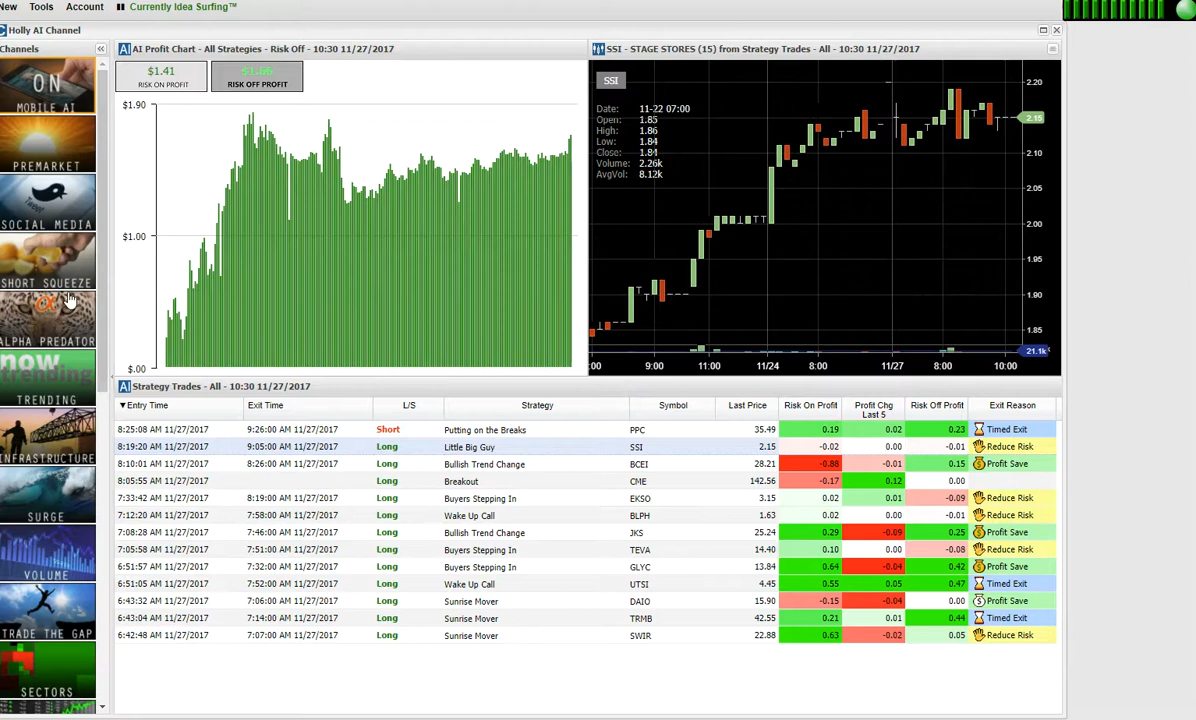 New Tools Account Currently Idea Surfing™
Holly AI Channel
Channels
ON
MOBILE AI
PREMARKET
Tweet
SOCIAL MEDIA
SHORT SQUEEZE
α
ALPHA PREDATOR
now
trending
TRENDING
INFRASTRUCTURE
SURGE
VOLUME
TRADE THE GAP
SECTORS
AI AI Profit Chart - All Strategies - Risk Off - 10:30 11/27/2017
$1.41
RISK ON PROFIT
RISK OFF PROFIT
$1.90
$1.00
$.00
SSI - STAGE STORES (15) from Strategy Trades - All - 10:30 11/27/2017
SSI
Date: 11-22 07:00
Open: 1.85
High: 1.86
Low: 1.84
Close: 1.84
Volume: 2.26k
AvgVol: 8.12k
2.20
2.15
2.10
2.05
2.00
1.95
1.90
1.85
21.1k
:00 9:00 11:00 11/24 8:00 11/27 8:00 10:00
AI Strategy Trades - All - 10:30 11/27/2017
▼Entry Time Exit Time L/S Strategy Symbol Last Price Risk On Profit Profit Chg Last 5 Risk Off Profit Exit Reason
8:25:08 AM 11/27/2017 9:26:00 AM 11/27/2017 Short Putting on the Breaks PPC 35.49 0.19 0.02 0.23 Timed Exit
8:19:20 AM 11/27/2017 9:05:00 AM 11/27/2017 Long Little Big Guy SSI 2.15 -0.02 0.00 -0.01 Reduce Risk
8:10:01 AM 11/27/2017 8:26:00 AM 11/27/2017 Long Bullish Trend Change BCEI 28.21 -0.86 -0.01 0.15 Profit Save
8:05:55 AM 11/27/2017 Long Breakout CME 142.56 -0.17 0.12 0.00
7:33:42 AM 11/27/2017 8:19:00 AM 11/27/2017 Long Buyers Stepping In EKSO 3.15 0.02 0.01 -0.09 Reduce Risk
7:12:20 AM 11/27/2017 7:58:00 AM 11/27/2017 Long Wake Up Call BLPH 1.63 0.02 0.00 -0.01 Reduce Risk
7:08:28 AM 11/27/2017 7:46:00 AM 11/27/2017 Long Bullish Trend Change JKS 25.24 0.29 -0.09 0.25 Profit Save
7:05:58 AM 11/27/2017 7:51:00 AM 11/27/2017 Long Buyers Stepping In TEVA 14.40 0.10 0.00 -0.08 Reduce Risk
6:51:57 AM 11/27/2017 7:32:00 AM 11/27/2017 Long Buyers Stepping In GLYC 13.84 0.64 -0.04 0.42 Profit Save
6:51:05 AM 11/27/2017 7:52:00 AM 11/27/2017 Long Wake Up Call UTSI 4.45 0.55 0.05 0.47 Timed Exit
6:43:32 AM 11/27/2017 7:06:00 AM 11/27/2017 Long Sunrise Mover DAIO 15.90 -0.15 -0.04 0.00 Profit Save
6:43:04 AM 11/27/2017 7:14:00 AM 11/27/2017 Long Sunrise Mover TRMB 42.55 0.21 0.01 0.44 Timed Exit
6:42:48 AM 11/27/2017 7:07:00 AM 11/27/2017 Long Sunrise Mover SWIR 22.88 0.63 -0.02 0.05 Reduce Risk